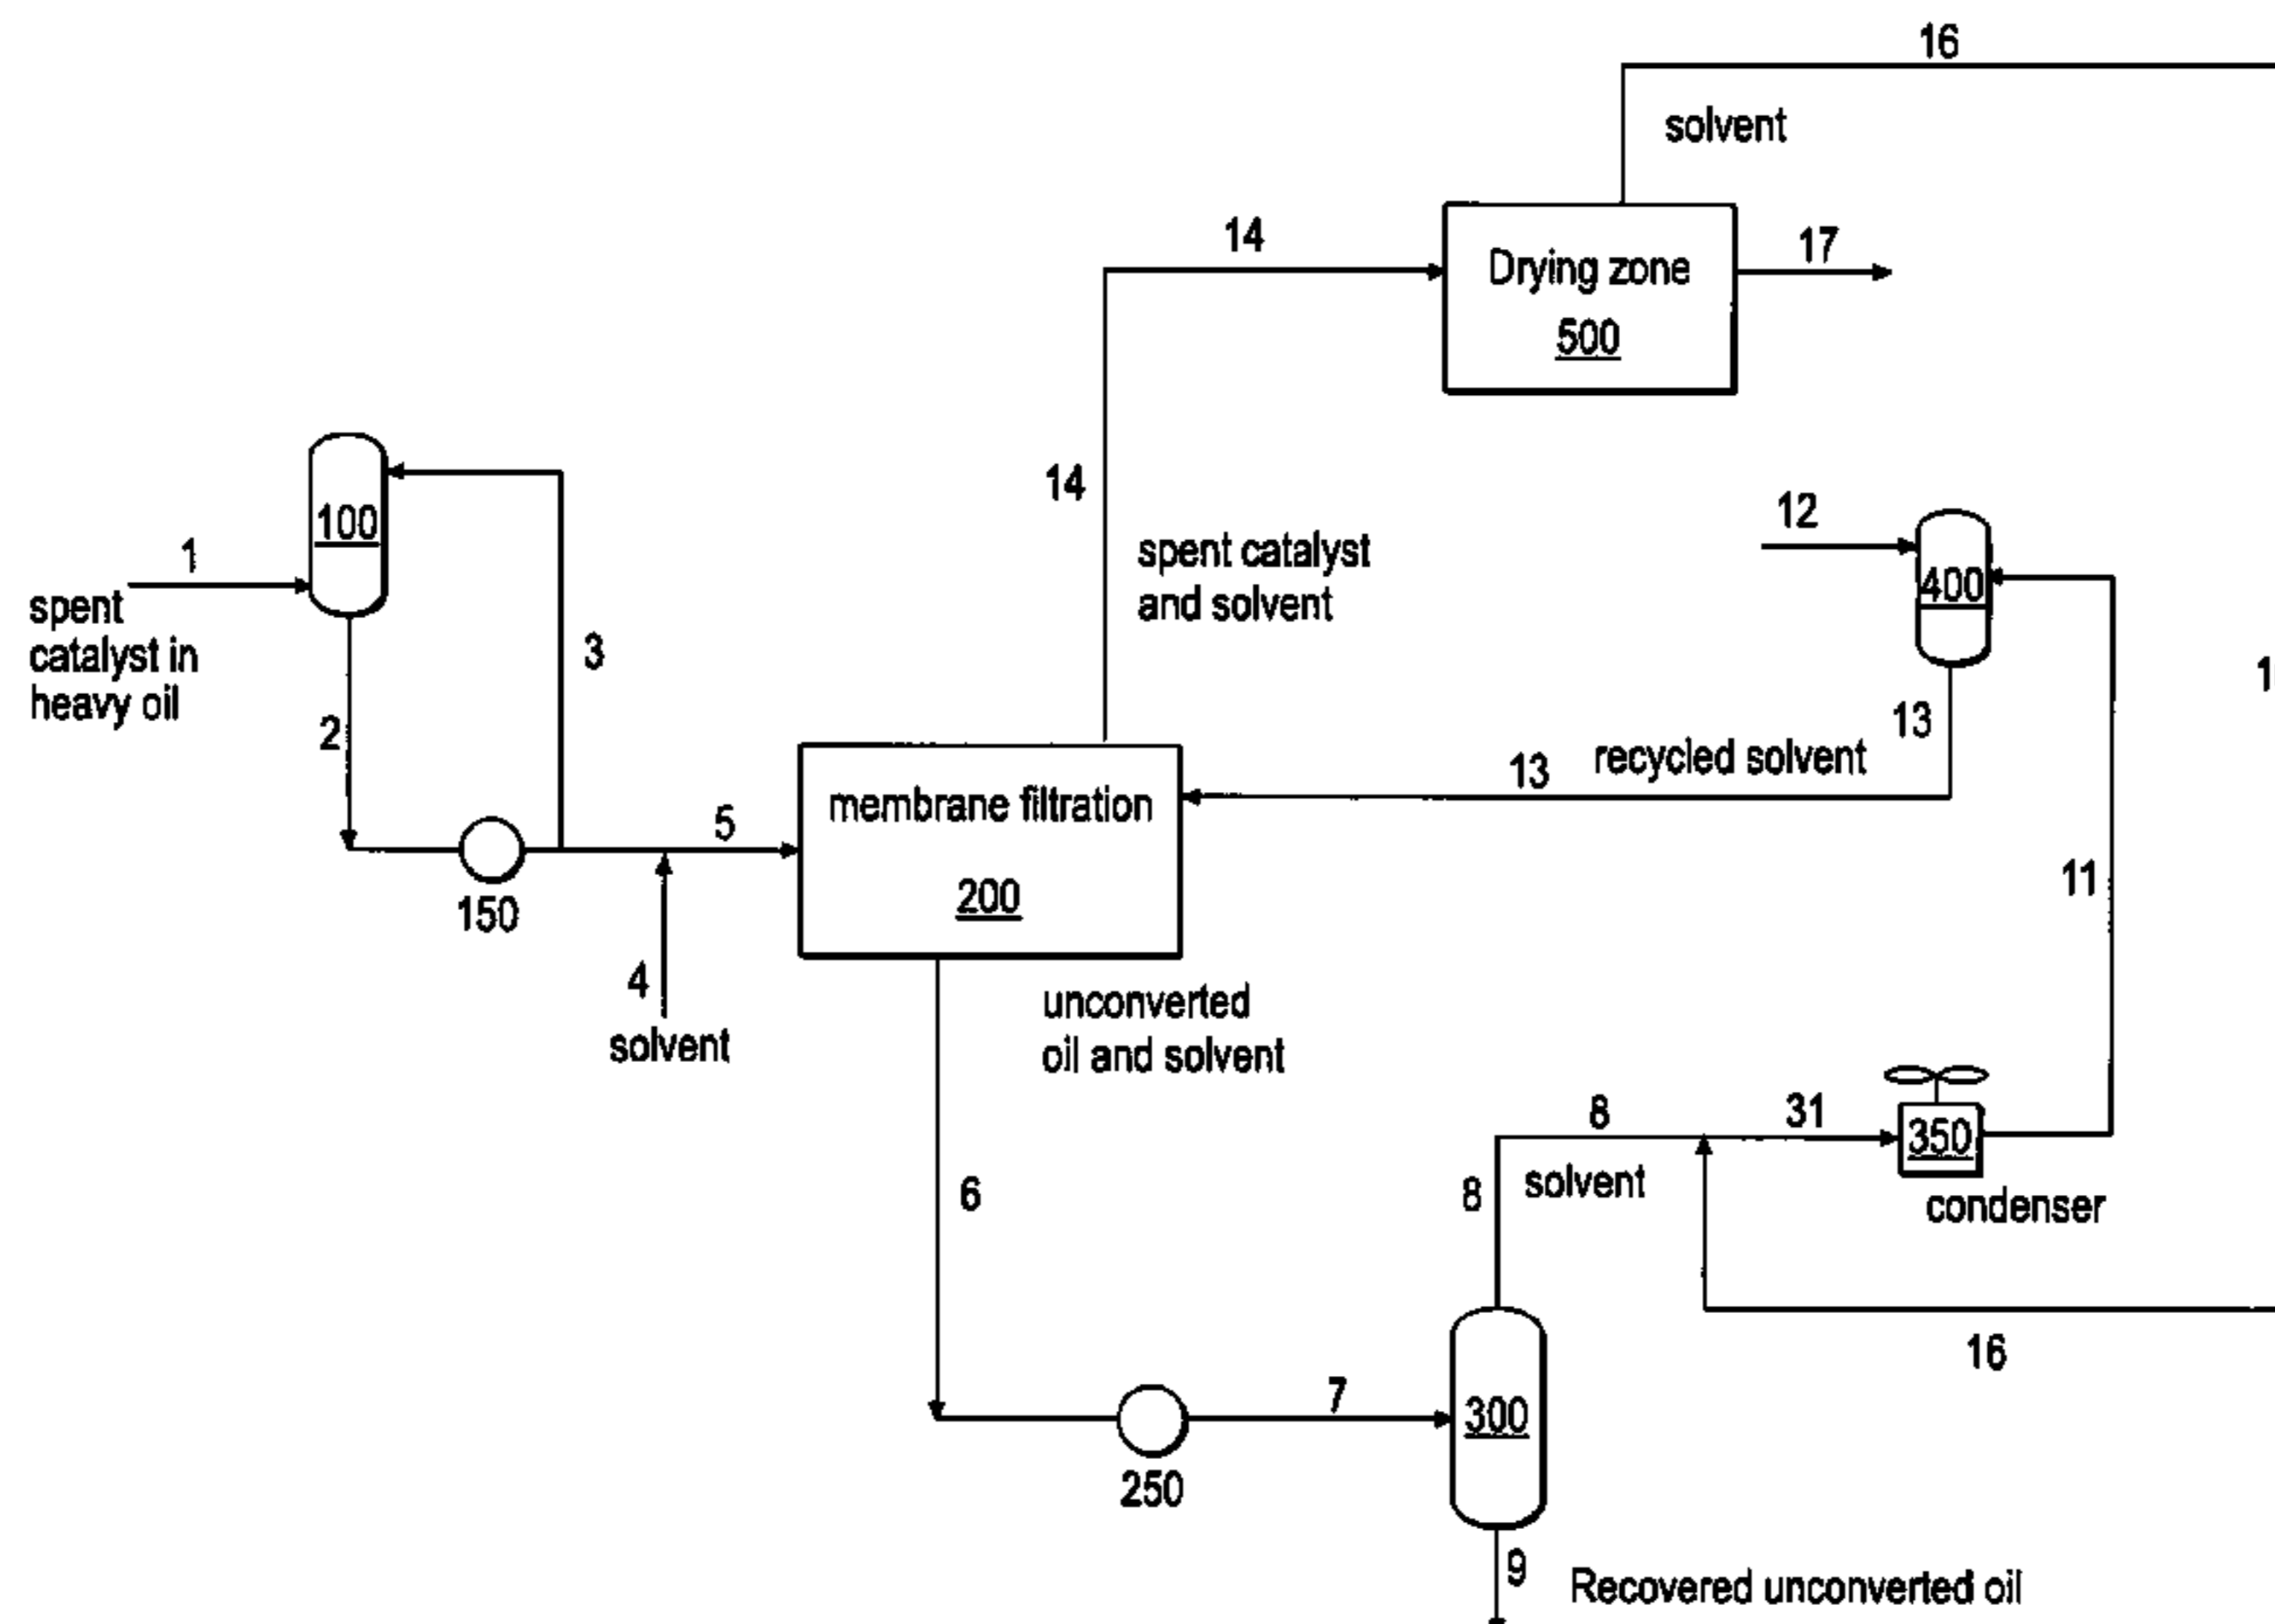 16
solvent
14
Drying zone
500
17
14
spent catalyst
and solvent
12
400
100
1
spent
catalyst in
heavy oil
3
2
13
recycled solvent
13
1
membrane filtration
200
5
150
4
solvent
11
unconverted
oil and solvent
6
8
31
350
condenser
8
solvent
16
7
300
250
9
Recovered unconverted oil